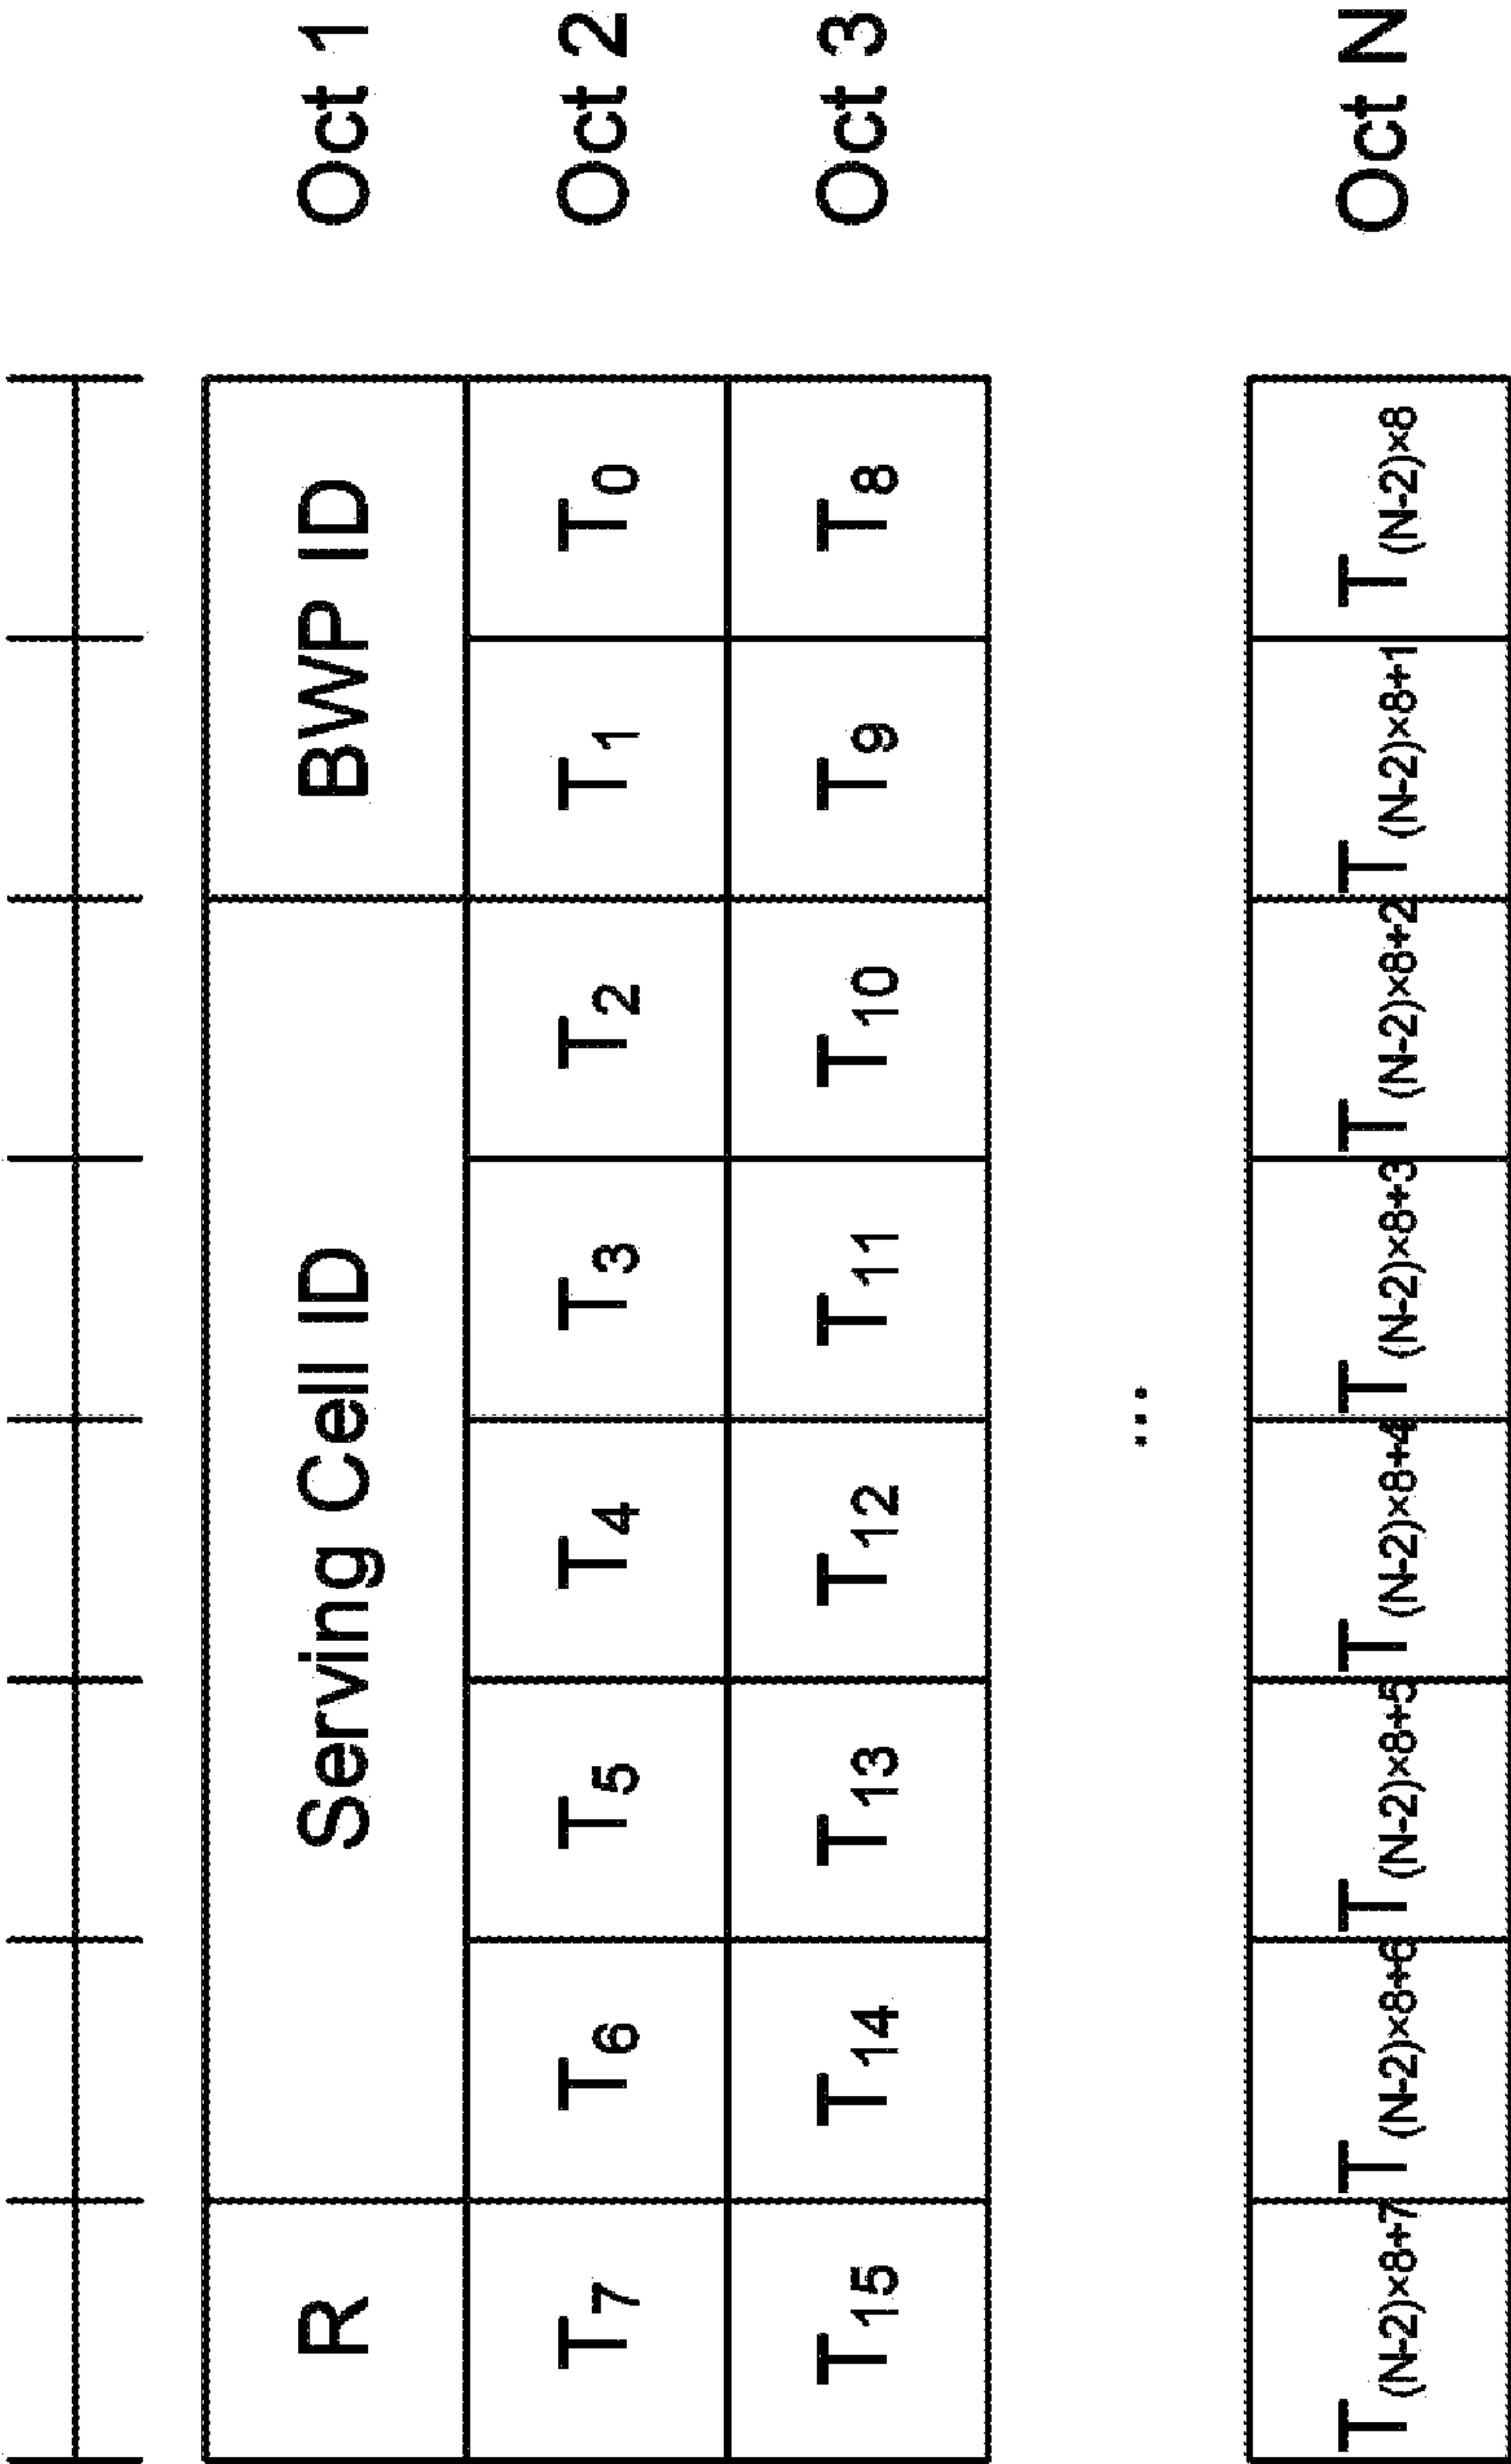 R Serving Cell ID BWP ID Oct 1
T7 T6 T5 T4 T3 T2 T1 T0 Oct 2
T15 T14 T13 T12 T11 T10 T9 T8 Oct 3
...
T(N-2)×8+7 T(N-2)×8+6 T(N-2)×8+5 T(N-2)×8+4 T(N-2)×8+3 T(N-2)×8+2 T(N-2)×8+1 T(N-2)×8 Oct N